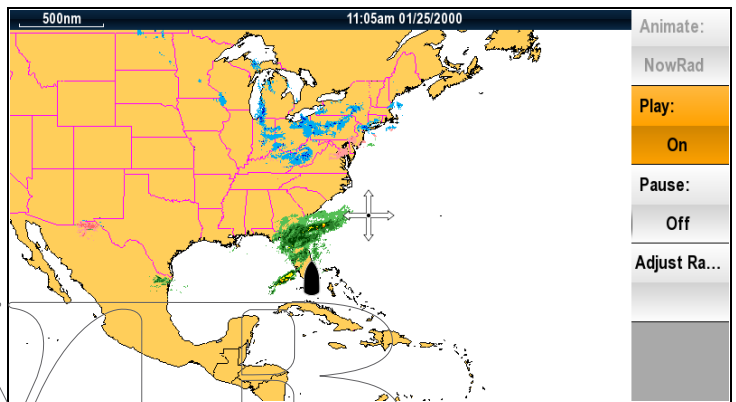 500nm
11:05am 01/25/2000
Animate:
NowRad
Play:
On
Pause:
Off
Adjust Ra...